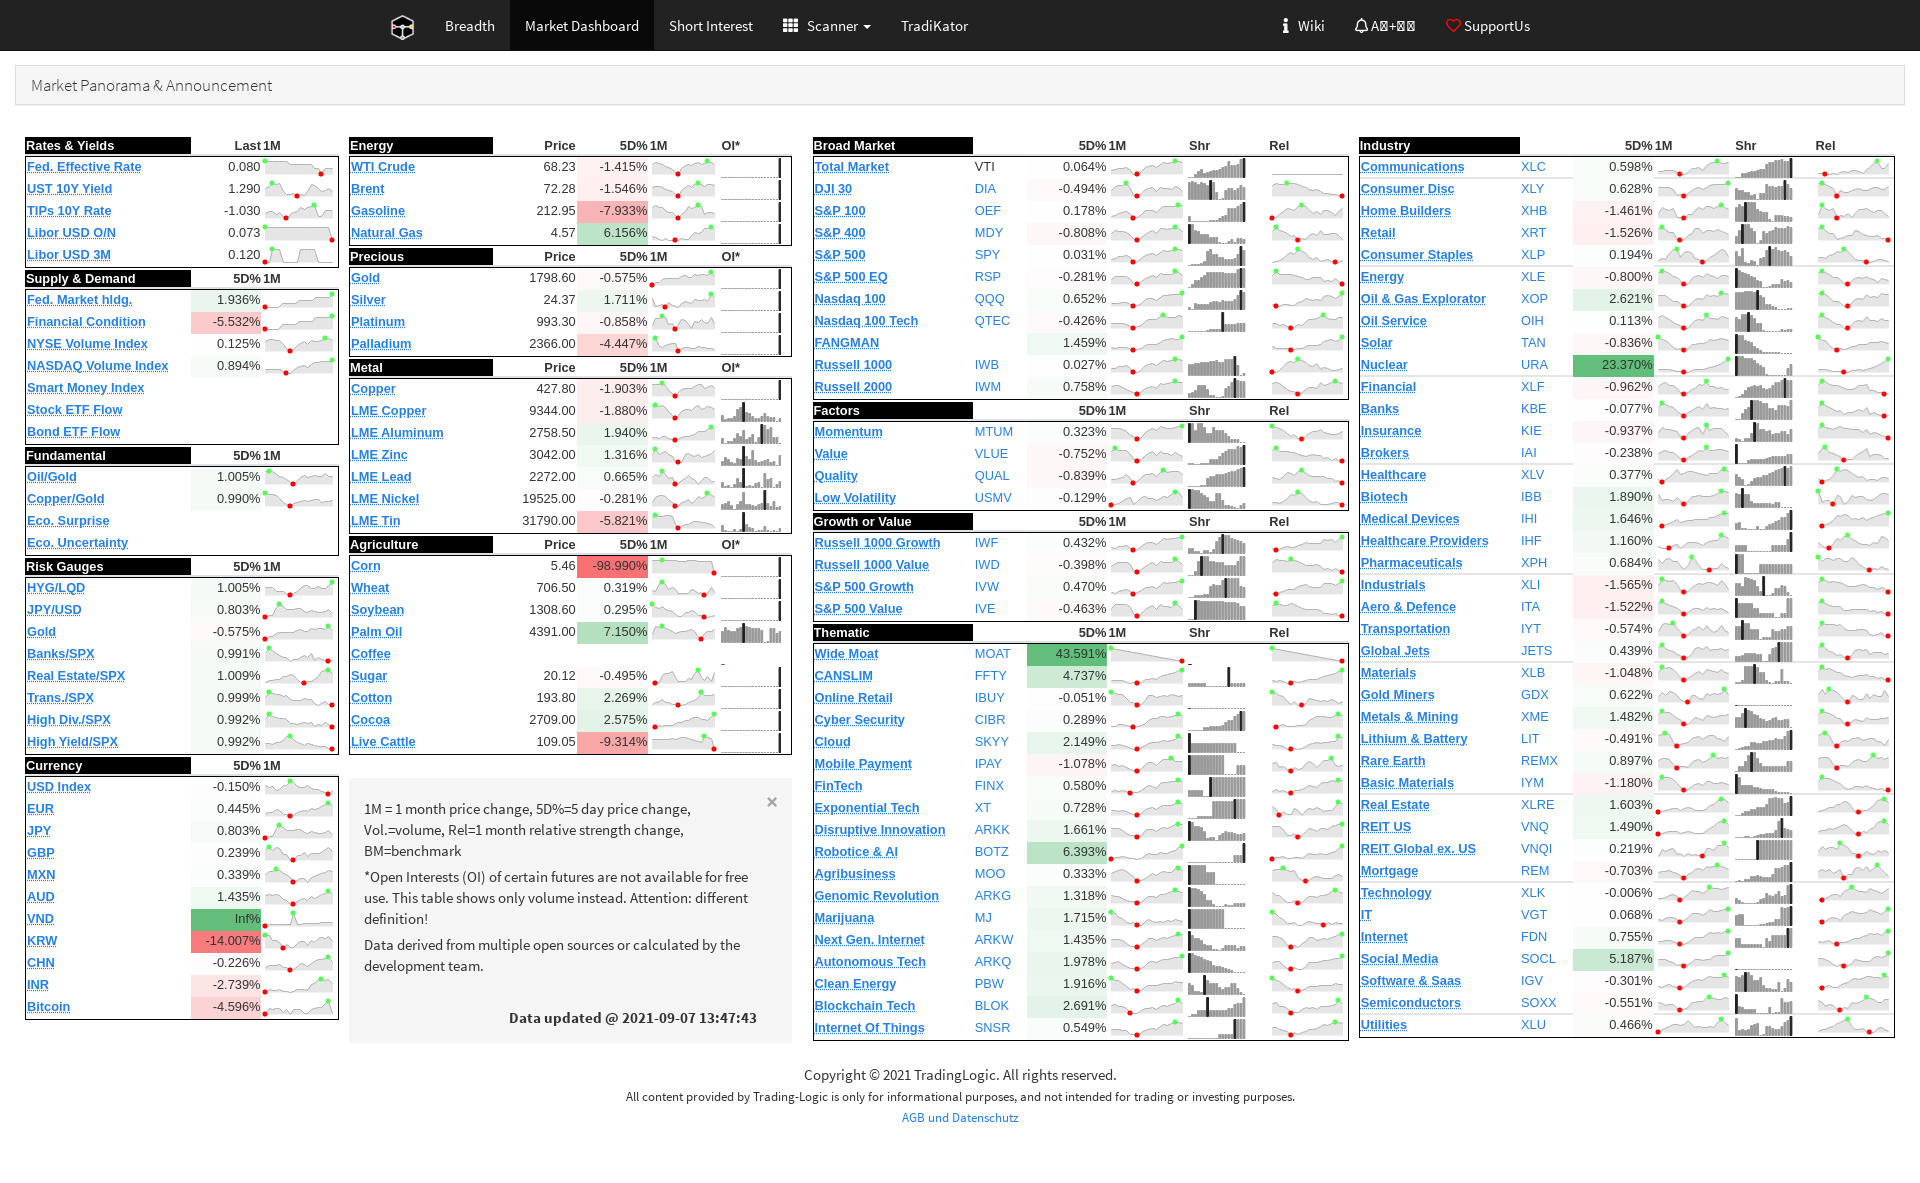 Breadth Market Dashboard Short Interest Scanner TradiKator Wiki SupportUs
Market Panorama & Announcement
Rates & Yields Last 1M
Fed. Effective Rate 0.080
UST 10Y Yield 1.290
TIPs 10Y Rate -1.030
Libor USD O/N 0.073
Libor USD 3M 0.120
Supply & Demand 5D% 1M
Fed. Market hldg. 1.936%
Financial Condition -5.532%
NYSE Volume Index 0.125%
NASDAQ Volume Index 0.894%
Smart Money Index
Stock ETF Flow
Bond ETF Flow
Fundamental 5D% 1M
Oil/Gold 1.005%
Copper/Gold 0.990%
Eco. Surprise
Eco. Uncertainty
Risk Gauges 5D% 1M
HYG/LQD 1.005%
JPY/USD 0.803%
Gold -0.575%
Banks/SPX 0.991%
Real Estate/SPX 1.009%
Trans./SPX 0.999%
High Div./SPX 0.992%
High Yield/SPX 0.992%
Currency 5D% 1M
USD Index -0.150%
EUR 0.445%
JPY 0.803%
GBP 0.239%
MXN 0.339%
AUD 1.435%
VND Inf%
KRW -14.007%
CHN -0.226%
INR -2.739%
Bitcoin -4.596%
Energy Price 5D% 1M OI*
WTI Crude 68.23 -1.415%
Brent 72.28 -1.546%
Gasoline 212.95 -7.933%
Natural Gas 4.57 6.156%
Precious Price 5D% 1M OI*
Gold 1798.60 -0.575%
Silver 24.37 1.711%
Platinum 993.30 -0.858%
Palladium 2366.00 -4.447%
Metal Price 5D% 1M OI*
Copper 427.80 -1.903%
LME Copper 9344.00 -1.880%
LME Aluminum 2758.50 1.940%
LME Zinc 3042.00 1.316%
LME Lead 2272.00 0.665%
LME Nickel 19525.00 -0.281%
LME Tin 31790.00 -5.821%
Agriculture Price 5D% 1M OI*
Corn 5.46 -98.990%
Wheat 706.50 0.319%
Soybean 1308.60 0.295%
Palm Oil 4391.00 7.150%
Coffee
Sugar 20.12 -0.495%
Cotton 193.80 2.269%
Cocoa 2709.00 2.575%
Live Cattle 109.05 -9.314%
×
1M = 1 month price change, 5D%=5 day price change,
Vol.=volume, Rel=1 month relative strength change,
BM=benchmark
*Open Interests (OI) of certain futures are not available for free
use. This table shows only volume instead. Attention: different
definition!
Data derived from multiple open sources or calculated by the
development team.
Data updated @ 2021-09-07 13:47:43
Broad Market 5D% 1M Shr Rel
Total Market VTI 0.064%
DJI 30 DIA -0.494%
S&P 100 OEF 0.178%
S&P 400 MDY -0.808%
S&P 500 SPY 0.031%
S&P 500 EQ RSP -0.281%
Nasdaq 100 QQQ 0.652%
Nasdaq 100 Tech QTEC -0.426%
FANGMAN 1.459%
Russell 1000 IWB 0.027%
Russell 2000 IWM 0.758%
Factors 5D% 1M Shr Rel
Momentum MTUM 0.323%
Value VLUE -0.752%
Quality QUAL -0.839%
Low Volatility USMV -0.129%
Growth or Value 5D% 1M Shr Rel
Russell 1000 Growth IWF 0.432%
Russell 1000 Value IWD -0.398%
S&P 500 Growth IVW 0.470%
S&P 500 Value IVE -0.463%
Thematic 5D% 1M Shr Rel
Wide Moat MOAT 43.591%
CANSLIM FFTY 4.737%
Online Retail IBUY -0.051%
Cyber Security CIBR 0.289%
Cloud SKYY 2.149%
Mobile Payment IPAY -1.078%
FinTech FINX 0.580%
Exponential Tech XT 0.728%
Disruptive Innovation ARKK 1.661%
Robotice & AI BOTZ 6.393%
Agribusiness MOO 0.333%
Genomic Revolution ARKG 1.318%
Marijuana MJ 1.715%
Next Gen. Internet ARKW 1.435%
Autonomous Tech ARKQ 1.978%
Clean Energy PBW 1.916%
Blockchain Tech BLOK 2.691%
Internet Of Things SNSR 0.549%
Industry 5D% 1M Shr Rel
Communications XLC 0.598%
Consumer Disc XLY 0.628%
Home Builders XHB -1.461%
Retail XRT -1.526%
Consumer Staples XLP 0.194%
Energy XLE -0.800%
Oil & Gas Explorator XOP 2.621%
Oil Service OIH 0.113%
Solar TAN -0.836%
Nuclear URA 23.370%
Financial XLF -0.962%
Banks KBE -0.077%
Insurance KIE -0.937%
Brokers IAI -0.238%
Healthcare XLV 0.377%
Biotech IBB 1.890%
Medical Devices IHI 1.646%
Healthcare Providers IHF 1.160%
Pharmaceuticals XPH 0.684%
Industrials XLI -1.565%
Aero & Defence ITA -1.522%
Transportation IYT -0.574%
Global Jets JETS 0.439%
Materials XLB -1.048%
Gold Miners GDX 0.622%
Metals & Mining XME 1.482%
Lithium & Battery LIT -0.491%
Rare Earth REMX 0.897%
Basic Materials IYM -1.180%
Real Estate XLRE 1.603%
REIT US VNQ 1.490%
REIT Global ex. US VNQI 0.219%
Mortgage REM -0.703%
Technology XLK -0.006%
IT VGT 0.068%
Internet FDN 0.755%
Social Media SOCL 5.187%
Software & Saas IGV -0.301%
Semiconductors SOXX -0.551%
Utilities XLU 0.466%
Copyright © 2021 TradingLogic. All rights reserved.
All content provided by Trading-Logic is only for informational purposes, and not intended for trading or investing purposes.
AGB und Datenschutz